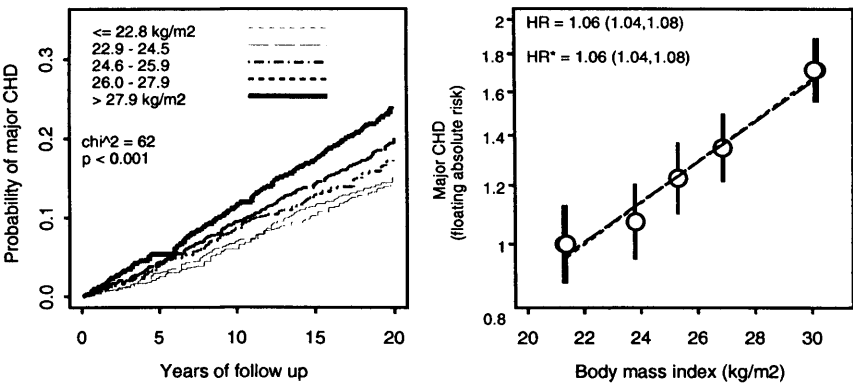 <= 22.8 kg/m2
22.9 - 24.5
24.6 - 25.9
26.0 - 27.9
> 27.9 kg/m2
chi^2 = 62
p < 0.001
Probability of major CHD
0.3
0.2
0.1
0.0
0 5 10 15 20
Years of follow up
HR = 1.06 (1.04,1.08)
HR* = 1.06 (1.04,1.08)
Major CHD
(floating absolute risk)
2
1.8
1.6
1.4
1.2
1
0.8
20 22 24 26 28 30
Body mass index (kg/m2)